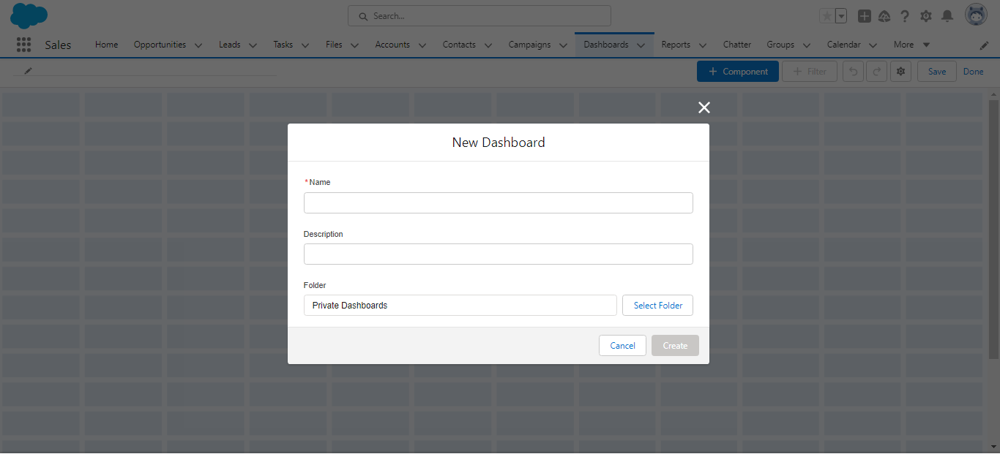 Search...
Sales
Home
Opportunities
Leads
Tasks
Files
Accounts
Contacts
Campaigns
Dashboards
Reports
Chatter
Groups
Calendar
More
+ Component
+ Filter
Save
Done
New Dashboard
* Name
Description
Folder
Private Dashboards
Select Folder
Cancel
Create